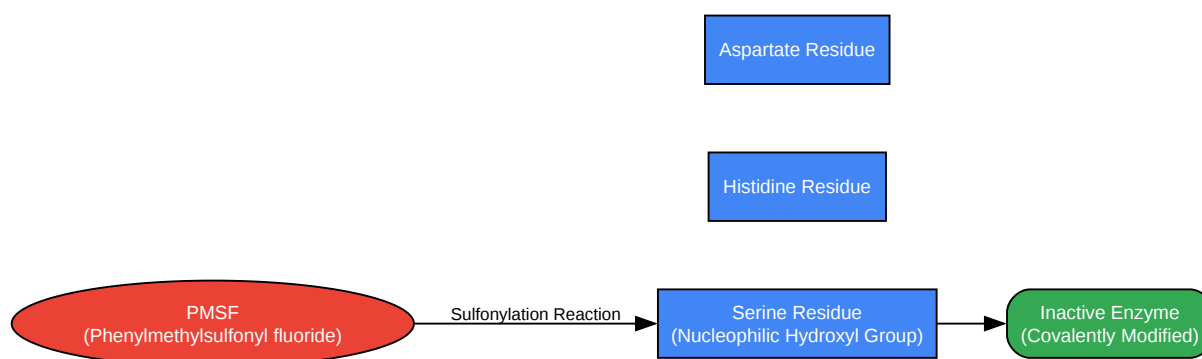 Aspartate Residue
Histidine Residue
PMSF
(Phenylmethylsulfonyl fluoride)
Sulfonylation Reaction
Serine Residue
(Nucleophilic Hydroxyl Group)
Inactive Enzyme
(Covalently Modified)